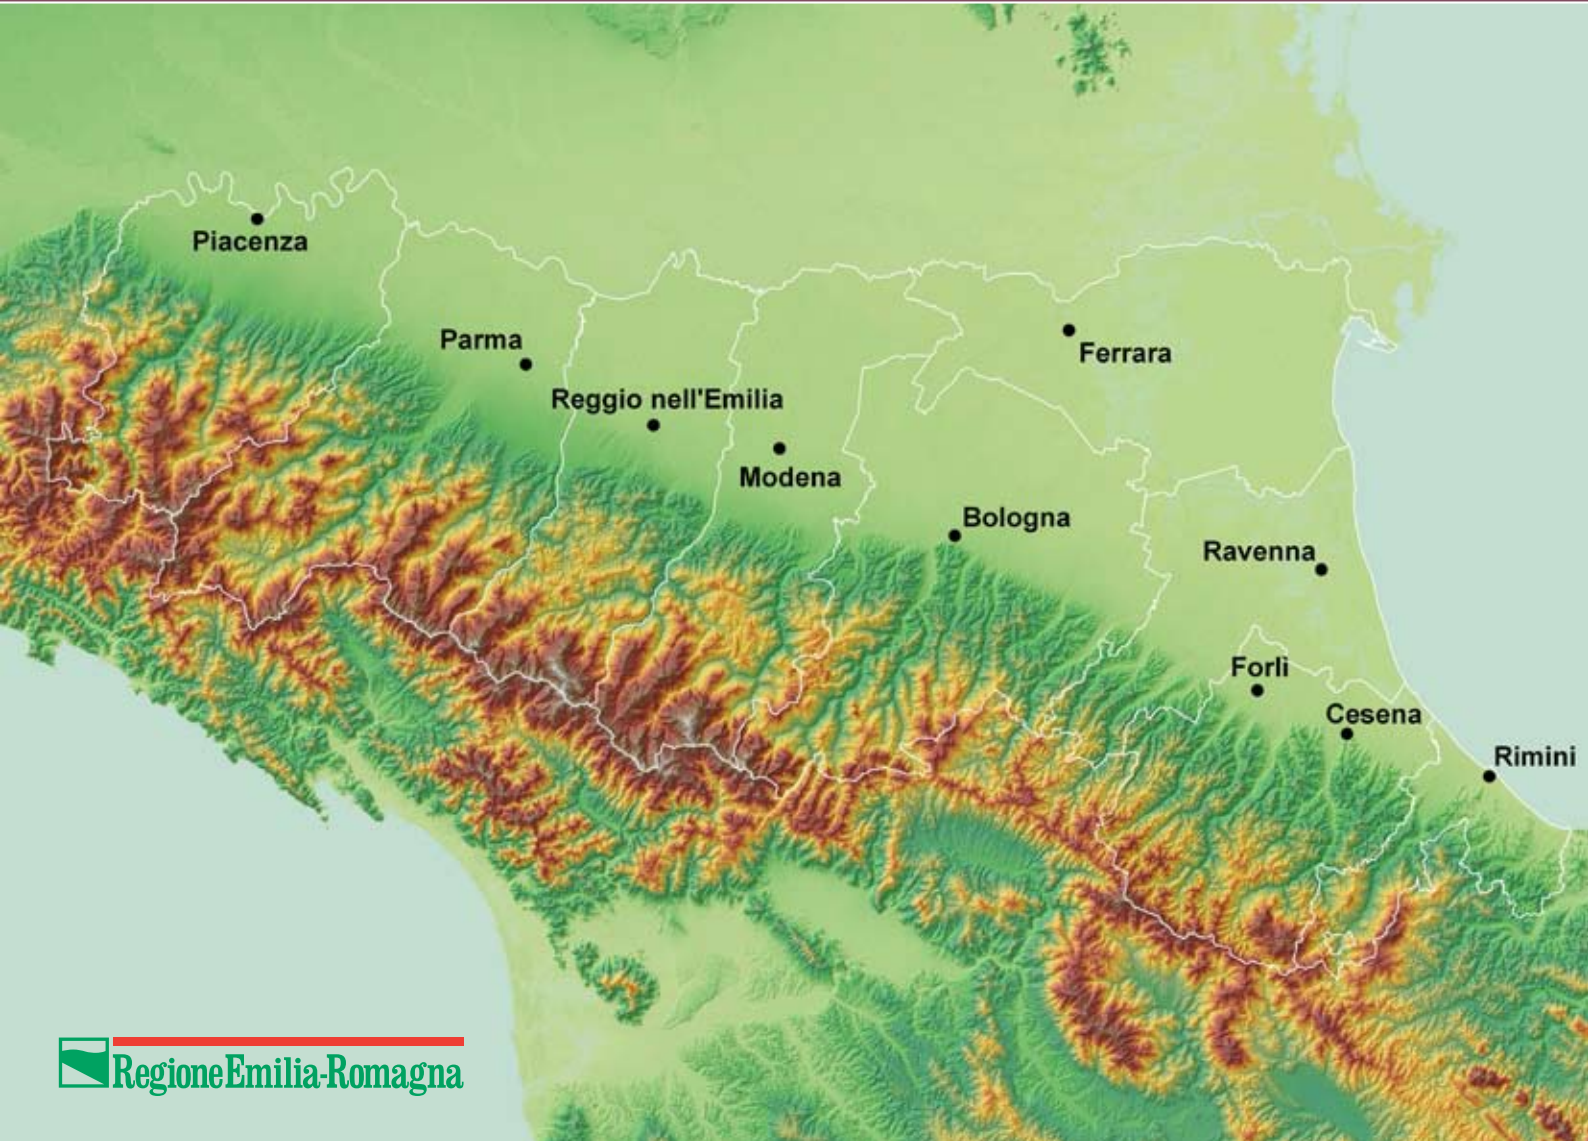 Piacenza
Parma
Ferrara
Reggio nell'Emilia
Modena
Bologna
Ravenna
Forlì
Cesena
Rimini
RegioneEmilia-Romagna